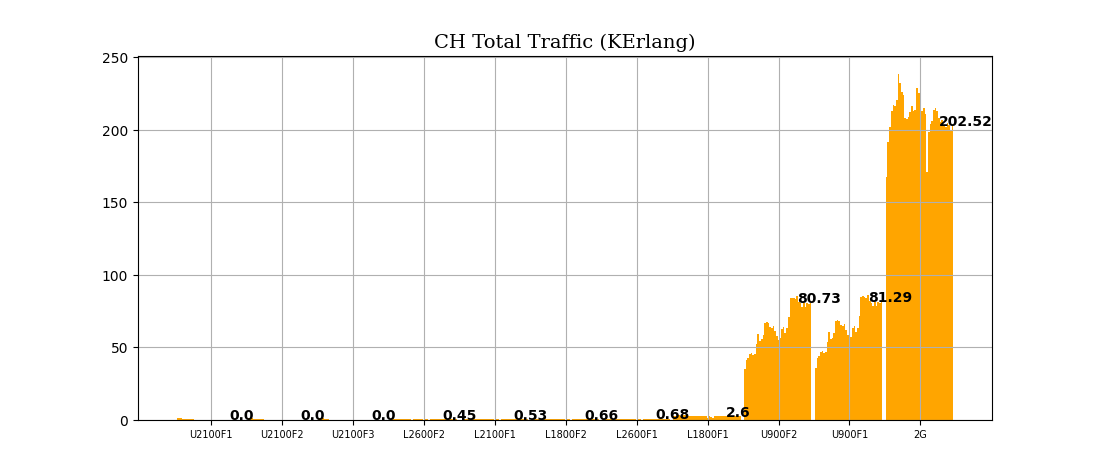 CH Total Traffic (KErlang)
250
200
150
100
50
0
202.52
80.73
81.29
0.0
0.0
0.0
0.45
0.53
0.66
0.68
2.6
U2100F1
U2100F2
U2100F3
L2600F2
L2100F1
L1800F2
L2600F1
L1800F1
U900F2
U900F1
2G